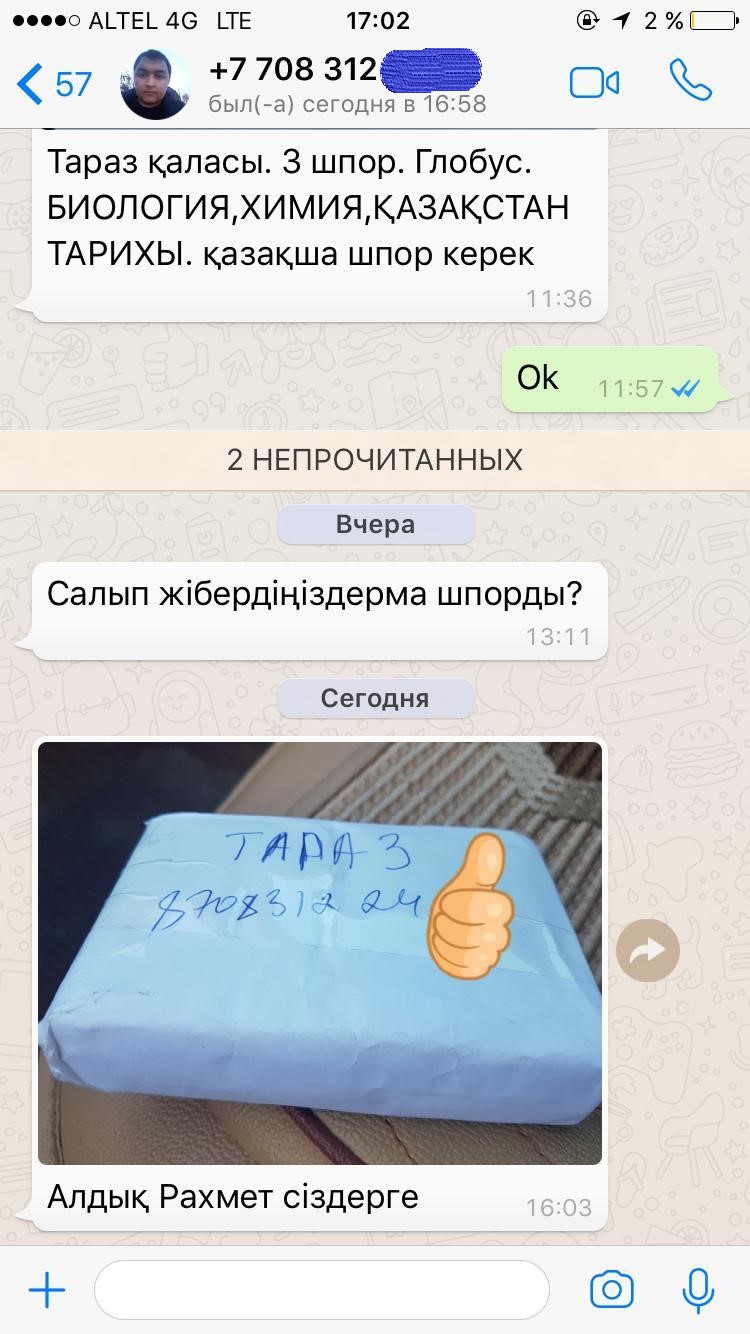 ALTEL 4G LTE 17:02 2 %
57 +7 708 312
был(-а) сегодня в 16:58
Тараз қаласы. 3 шпор. Глобус.
БИОЛОГИЯ,ХИМИЯ,ҚАЗАҚСТАН
ТАРИХЫ. қазақша шпор керек
11:36
Ok 11:57
2 НЕПРОЧИТАННЫХ
Вчера
Салып жібердіңіздерма шпорды?
13:11
Сегодня
ТАРАЗ
8708312 24
Алдық Рахмет сіздерге 16:03